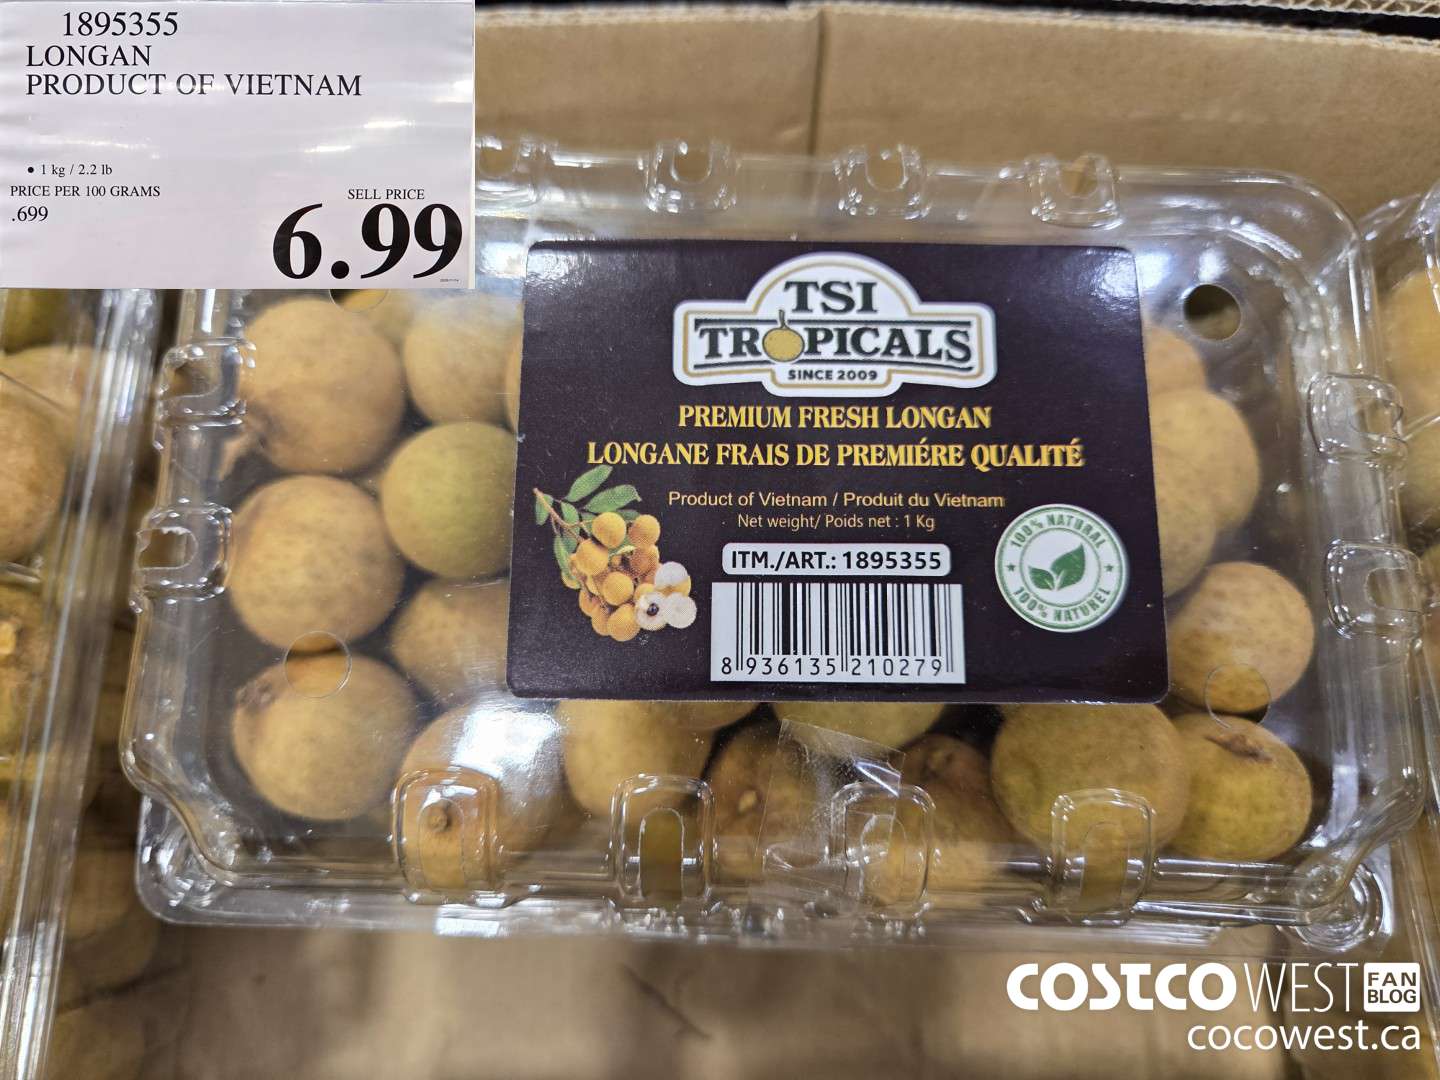 1895355
LONGAN
PRODUCT OF VIETNAM
• 1 kg / 2.2 lb
PRICE PER 100 GRAMS
.699
SELL PRICE
6.99
TSI
TROPICALS
SINCE 2009
PREMIUM FRESH LONGAN
LONGANE FRAIS DE PREMIÉRE QUALITÉ
Product of Vietnam / Produit du Vietnam
Net weight/ Poids net : 1 Kg
ITM./ART.: 1895355
8 936135 210279
100% NATURAL
100% NATUREL
COSTCO WEST FAN BLOG
cocowest.ca